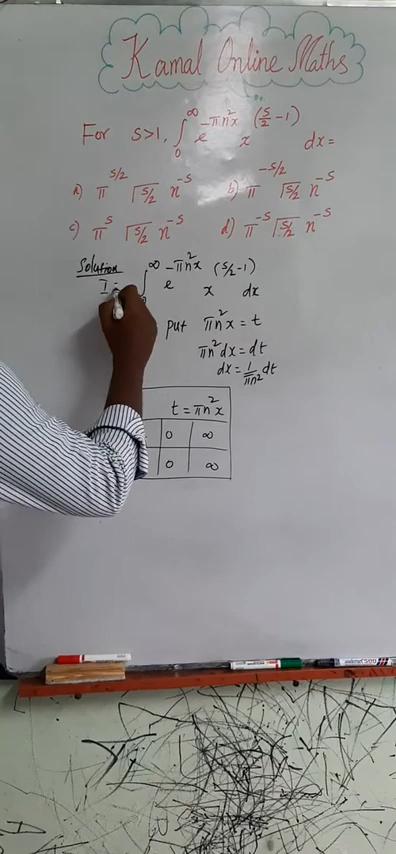 Kamal Online Maths
For s>1, ∫₀^∞ e^(-πn²x) x^(s/2 -1) dx=
a) π^(s/2) Γ(s/2) n^(-s) b) π^(-s/2) Γ(s/2) n^(-s)
c) π^s Γ(s/2) n^(-s) d) π^(-s) Γ(s/2) n^(-s)
Solution
I = ∫ ^∞ e^(-πn²x) x^(s/2-1) dx
put πn²x = t
πn²dx = dt
dx = 1/πn² dt
t = πn²x
0 ∞
0 ∞